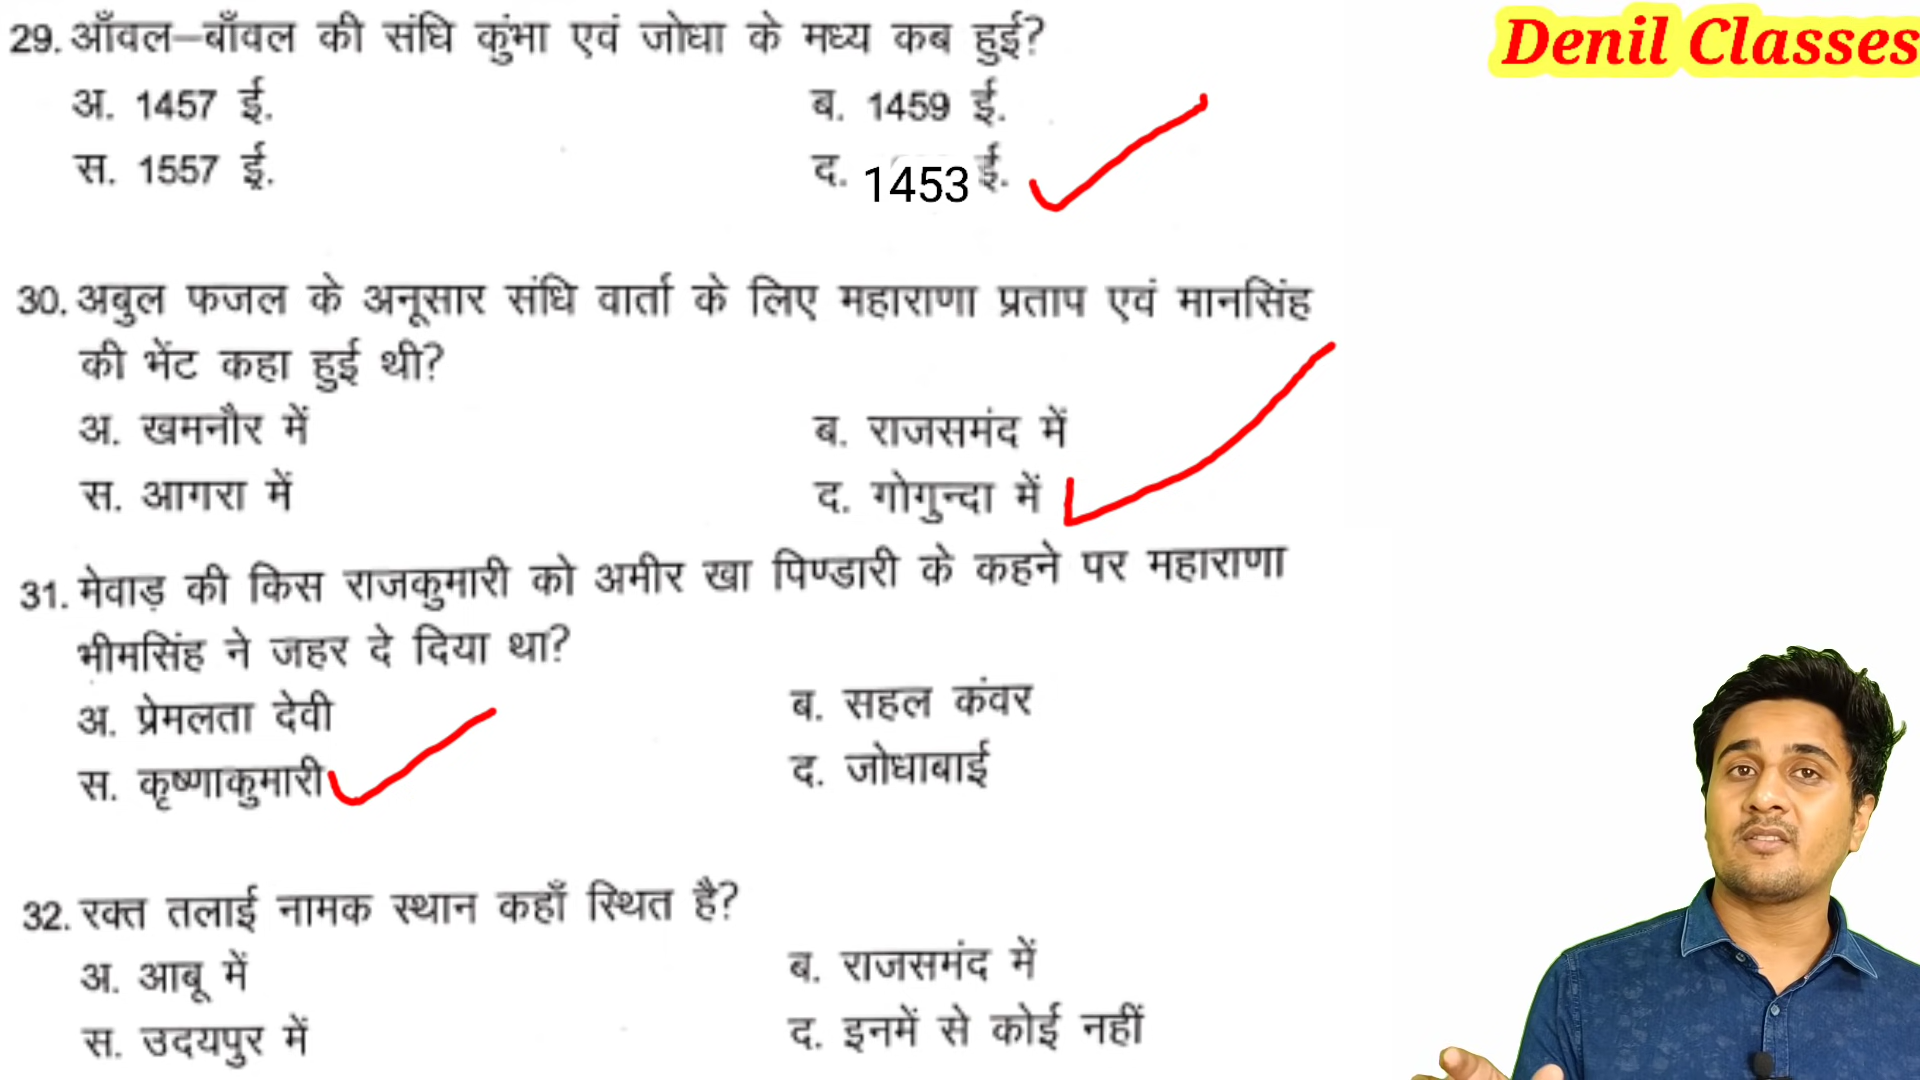 Denil Classes
29. आँवल–बाँवल की संधि कुंभा एवं जोधा के मध्य कब हुई?
अ. 1457 ई.
ब. 1459 ई.
स. 1557 ई.
द. 1453 ई.
30. अबुल फजल के अनूसार संधि वार्ता के लिए महाराणा प्रताप एवं मानसिंह
की भेंट कहा हुई थी?
अ. खमनौर में
ब. राजसमंद में
स. आगरा में
द. गोगुन्दा में
31. मेवाड़ की किस राजकुमारी को अमीर खा पिण्डारी के कहने पर महाराणा
भीमसिंह ने जहर दे दिया था?
अ. प्रेमलता देवी
ब. सहल कंवर
स. कृष्णाकुमारी
द. जोधाबाई
32. रक्त तलाई नामक स्थान कहाँ स्थित है?
अ. आबू में
ब. राजसमंद में
स. उदयपुर में
द. इनमें से कोई नहीं